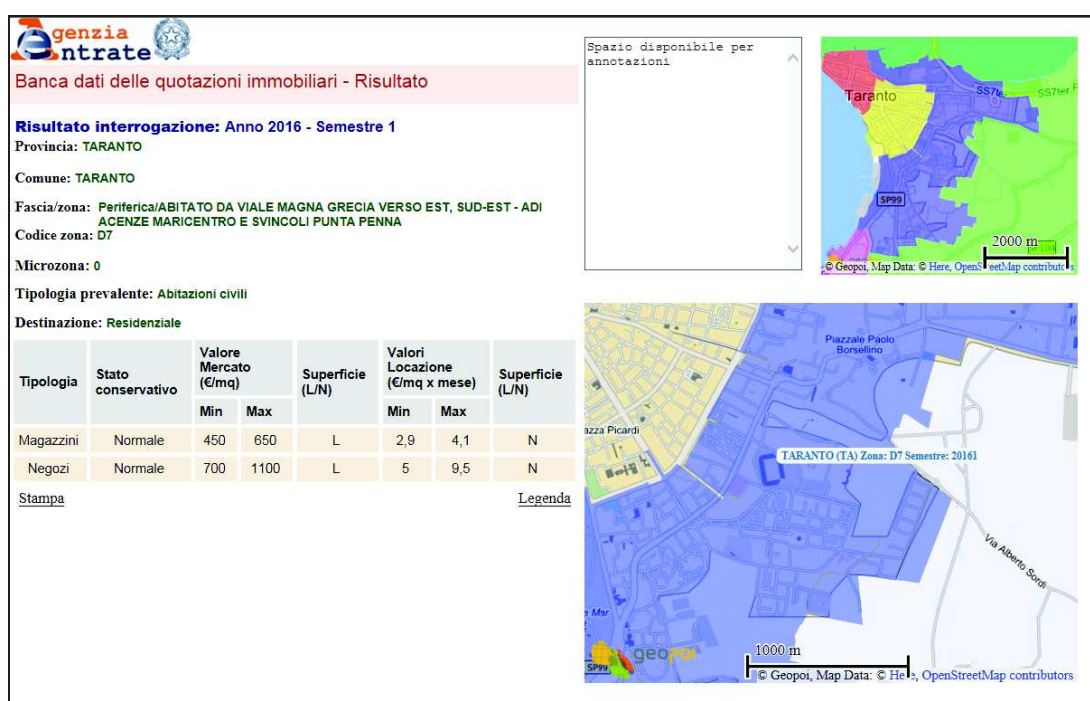 Agenzia
Entrate
Banca dati delle quotazioni immobiliari - Risultato
Risultato interrogazione: Anno 2016 - Semestre 1
Provincia: TARANTO
Comune: TARANTO
Fascia/zona: Periferica/ABITATO DA VIALE MAGNA GRECIA VERSO EST, SUD-EST - ADI
ACENZE MARICENTRO E SVINCOLI PUNTA PENNA
Codice zona: D7
Microzona: 0
Tipologia prevalente: Abitazioni civili
Destinazione: Residenziale
Tipologia Stato conservativo Valore Mercato (€/mq) Superficie (L/N) Valori Locazione (€/mq x mese) Superficie (L/N)
Min Max Min Max
Magazzini Normale 450 650 L 2,9 4,1 N
Negozi Normale 700 1100 L 5 9,5 N
Stampa Legenda
Spazio disponibile per
annotazioni
Taranto
SS7ter
SS7ter
SP99
2000 m
© Geopoi, Map Data: © Here, OpenStreetMap contributors
Piazzale Paolo
Borsellino
azza Picardi
TARANTO (TA) Zona: D7 Semestre: 20161
Via Alberto Sordi
e Mar
SP99
geopoi
1000 m
© Geopoi, Map Data: © Here, OpenStreetMap contributors